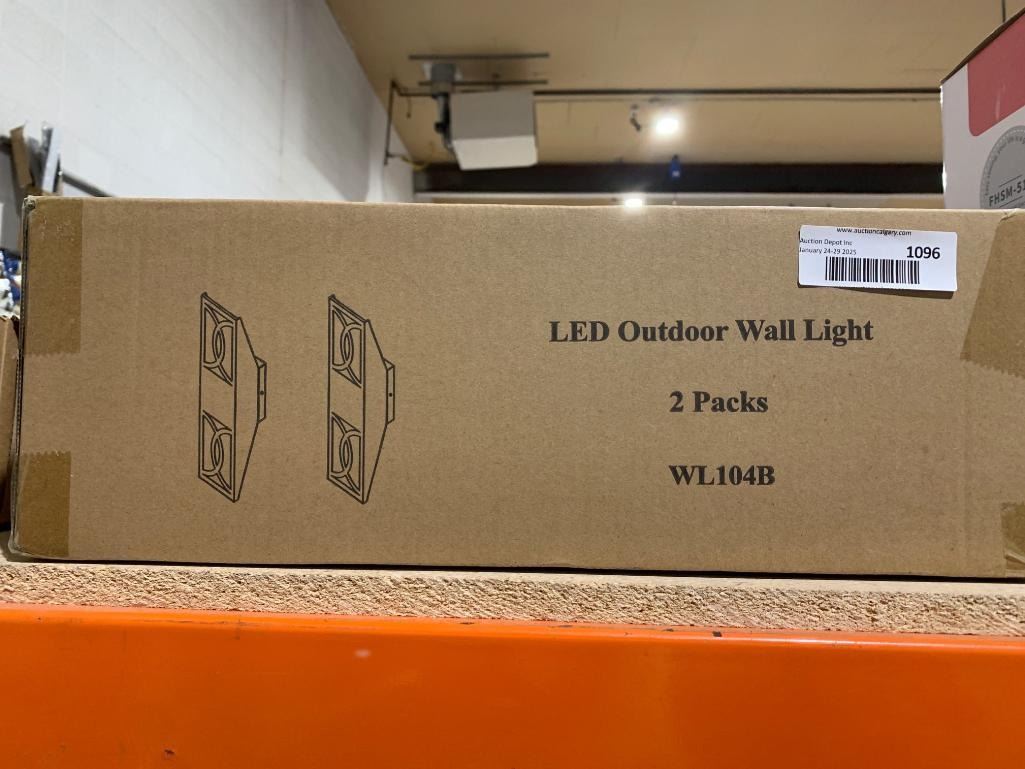 www.auctioncalgary.com
Auction Depot Inc
January 24-29 2025
1096
LED Outdoor Wall Light
2 Packs
WL104B